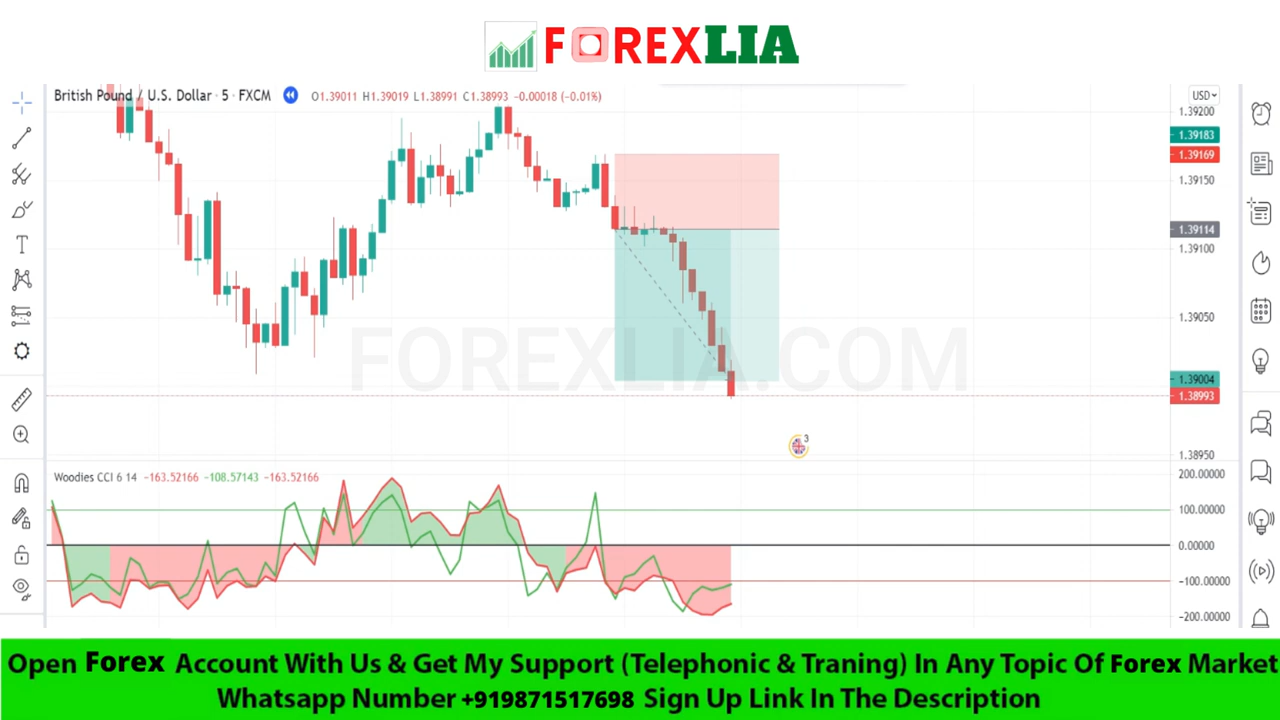 FOREXLIA
British Pound / U.S. Dollar · 5 · FXCM O1.39011 H1.39019 L1.38991 C1.38993 -0.00018 (-0.01%)
USD
1.39200
1.39183
1.39169
1.39150
1.39114
1.39100
1.39050
1.39004
1.38993
1.38950
FOREXLIA.COM
3
Woodies CCI 6 14 -163.52166 -108.57143 -163.52166
200.00000
100.00000
0.00000
-100.00000
-200.00000
T
Open Forex Account With Us & Get My Support (Telephonic & Traning) In Any Topic Of Forex Market
Whatsapp Number +919871517698 Sign Up Link In The Description